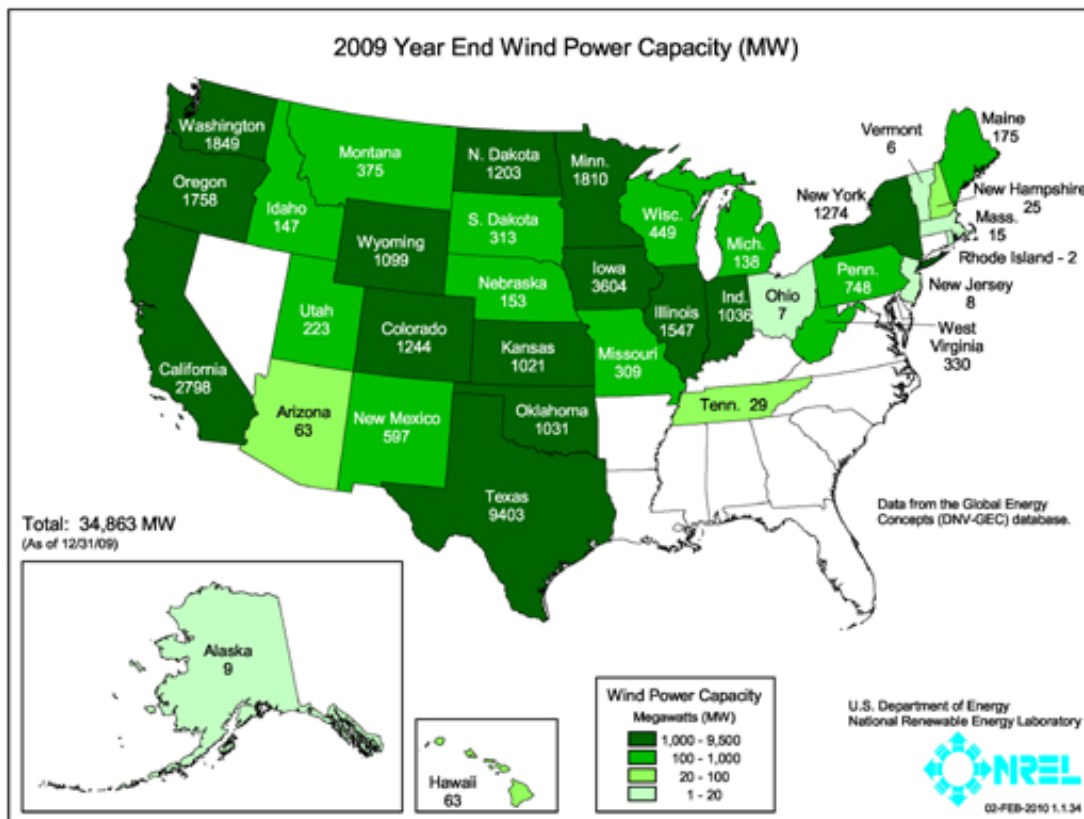 2009 Year End Wind Power Capacity (MW)
Washington
1849
Oregon
1758
California
2798
Idaho
147
Montana
375
Wyoming
1099
Utah
223
Arizona
63
Colorado
1244
New Mexico
597
N. Dakota
1203
S. Dakota
313
Nebraska
153
Kansas
1021
Oklahoma
1031
Texas
9403
Minn.
1810
Iowa
3604
Missouri
309
Wisc.
449
Illinois
1547
Mich.
138
Ind.
1036
Ohio
7
Tenn. 29
Penn.
748
New York
1274
Vermont
6
Maine
175
New Hampshire
25
Mass.
15
Rhode Island - 2
New Jersey
8
West
Virginia
330
Data from the Global Energy
Concepts (DNV-GEC) database.
Total: 34,863 MW
(As of 12/31/09)
Alaska
9
Hawaii
63
Wind Power Capacity
Megawatts (MW)
1,000 - 9,500
100 - 1,000
20 - 100
1 - 20
U.S. Department of Energy
National Renewable Energy Laboratory
NREL
02-FEB-2010 1.1.34